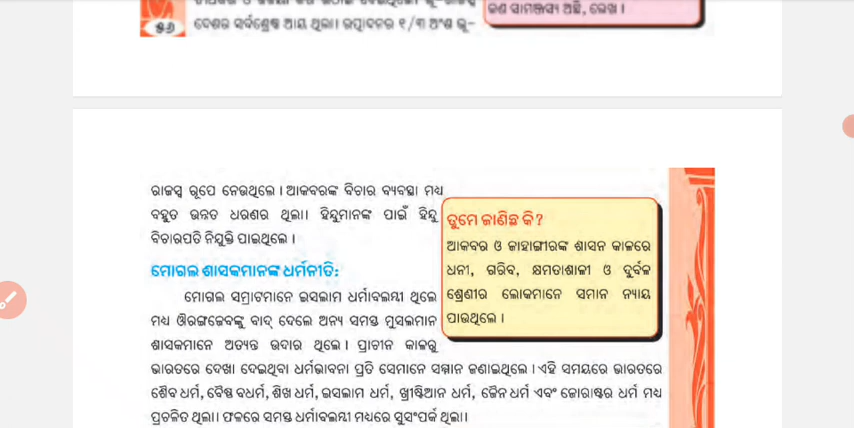 ଦେଶର ସର୍ବଶ୍ରେଷ୍ଠ ଆୟ ଥିଲା। ଉତ୍ପାଦନର ୧/୩ ଅଂଶ ଭୂ-
ଜଣ ସାମଞ୍ଜସ୍ୟ ଅଛି, ଲେଖ।
୫୬
ରାଜସ୍ଵ ରୂପେ ନେଉଥିଲେ। ଆକବରଙ୍କ ବିଚାର ବ୍ୟବସ୍ଥା ମଧ୍ୟ
ବହୁତ ଉନ୍ନତ ଧରଣର ଥିଲା। ହିନ୍ଦୁମାନଙ୍କ ପାଇଁ ହିନ୍ଦୁ
ବିଚାରପତି ନିଯୁକ୍ତି ପାଇଥିଲେ।
ତୁମେ ଜାଣିଛ କି?
ଆକବର ଓ ଜାହାଙ୍ଗୀରଙ୍କ ଶାସନ କାଳରେ
ଧନୀ, ଗରିବ, କ୍ଷମତାଶାଳୀ ଓ ଦୁର୍ବଳ
ଶ୍ରେଣୀର ଲୋକମାନେ ସମାନ ନ୍ୟାୟ
ପାଉଥିଲେ।
ମୋଗଲ ଶାସକମାନଙ୍କ ଧର୍ମନୀତି:
ମୋଗଲ ସମ୍ରାଟମାନେ ଇସଲାମ ଧର୍ମାବଲମ୍ବୀ ଥିଲେ
ମଧ୍ୟ ଔରଙ୍ଗଜେବଙ୍କୁ ବାଦ୍ ଦେଲେ ଅନ୍ୟ ସମସ୍ତ ମୁସଲମାନ
ଶାସକମାନେ ଅତ୍ୟନ୍ତ ଉଦାର ଥିଲେ। ପ୍ରାଚୀନ କାଳରୁ
ଭାରତରେ ଦେଖା ଦେଇଥିବା ଧର୍ମଭାବନା ପ୍ରତି ସେମାନେ ସମ୍ମାନ ଜଣାଇଥିଲେ। ଏହି ସମୟରେ ଭାରତରେ
ଶୈବ ଧର୍ମ, ବୈଷ୍ଣବଧର୍ମ, ଶିଖ ଧର୍ମ, ଇସଲାମ ଧର୍ମ, ଖ୍ରୀଷ୍ଟିଆନ ଧର୍ମ, ଜୈନ ଧର୍ମ ଏବଂ ଜୋରାଷ୍ଟର ଧର୍ମ ମଧ୍ୟ
ପ୍ରଚଳିତ ଥିଲା। ଫଳରେ ସମସ୍ତ ଧର୍ମାବଲମ୍ବୀ ମଧ୍ୟରେ ସୁସଂପର୍କ ଥିଲା।